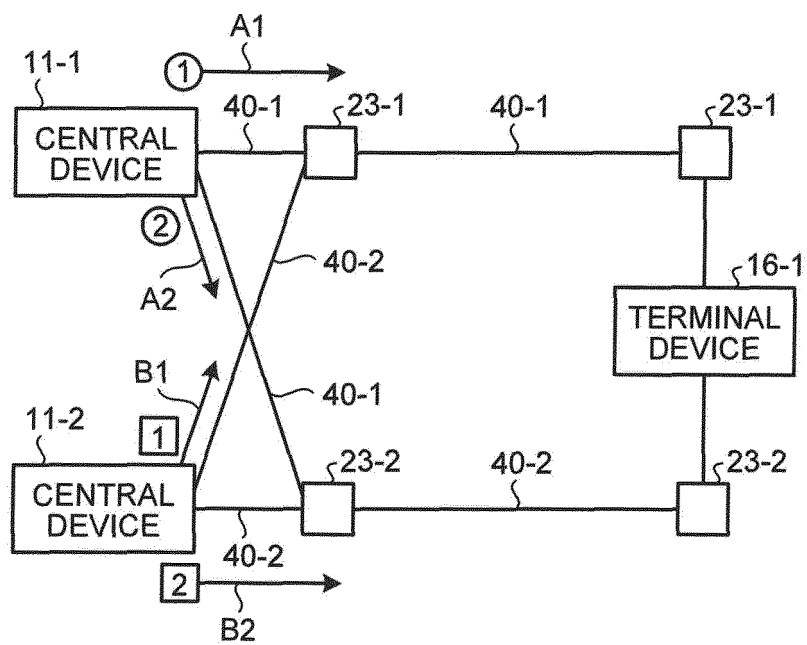 A1
11-1
1
40-1
23-1
40-1
23-1
CENTRAL
DEVICE
2
A2
40-2
16-1
TERMINAL
DEVICE
B1
40-1
11-2
1
23-2
40-2
23-2
CENTRAL
DEVICE
40-2
2
B2